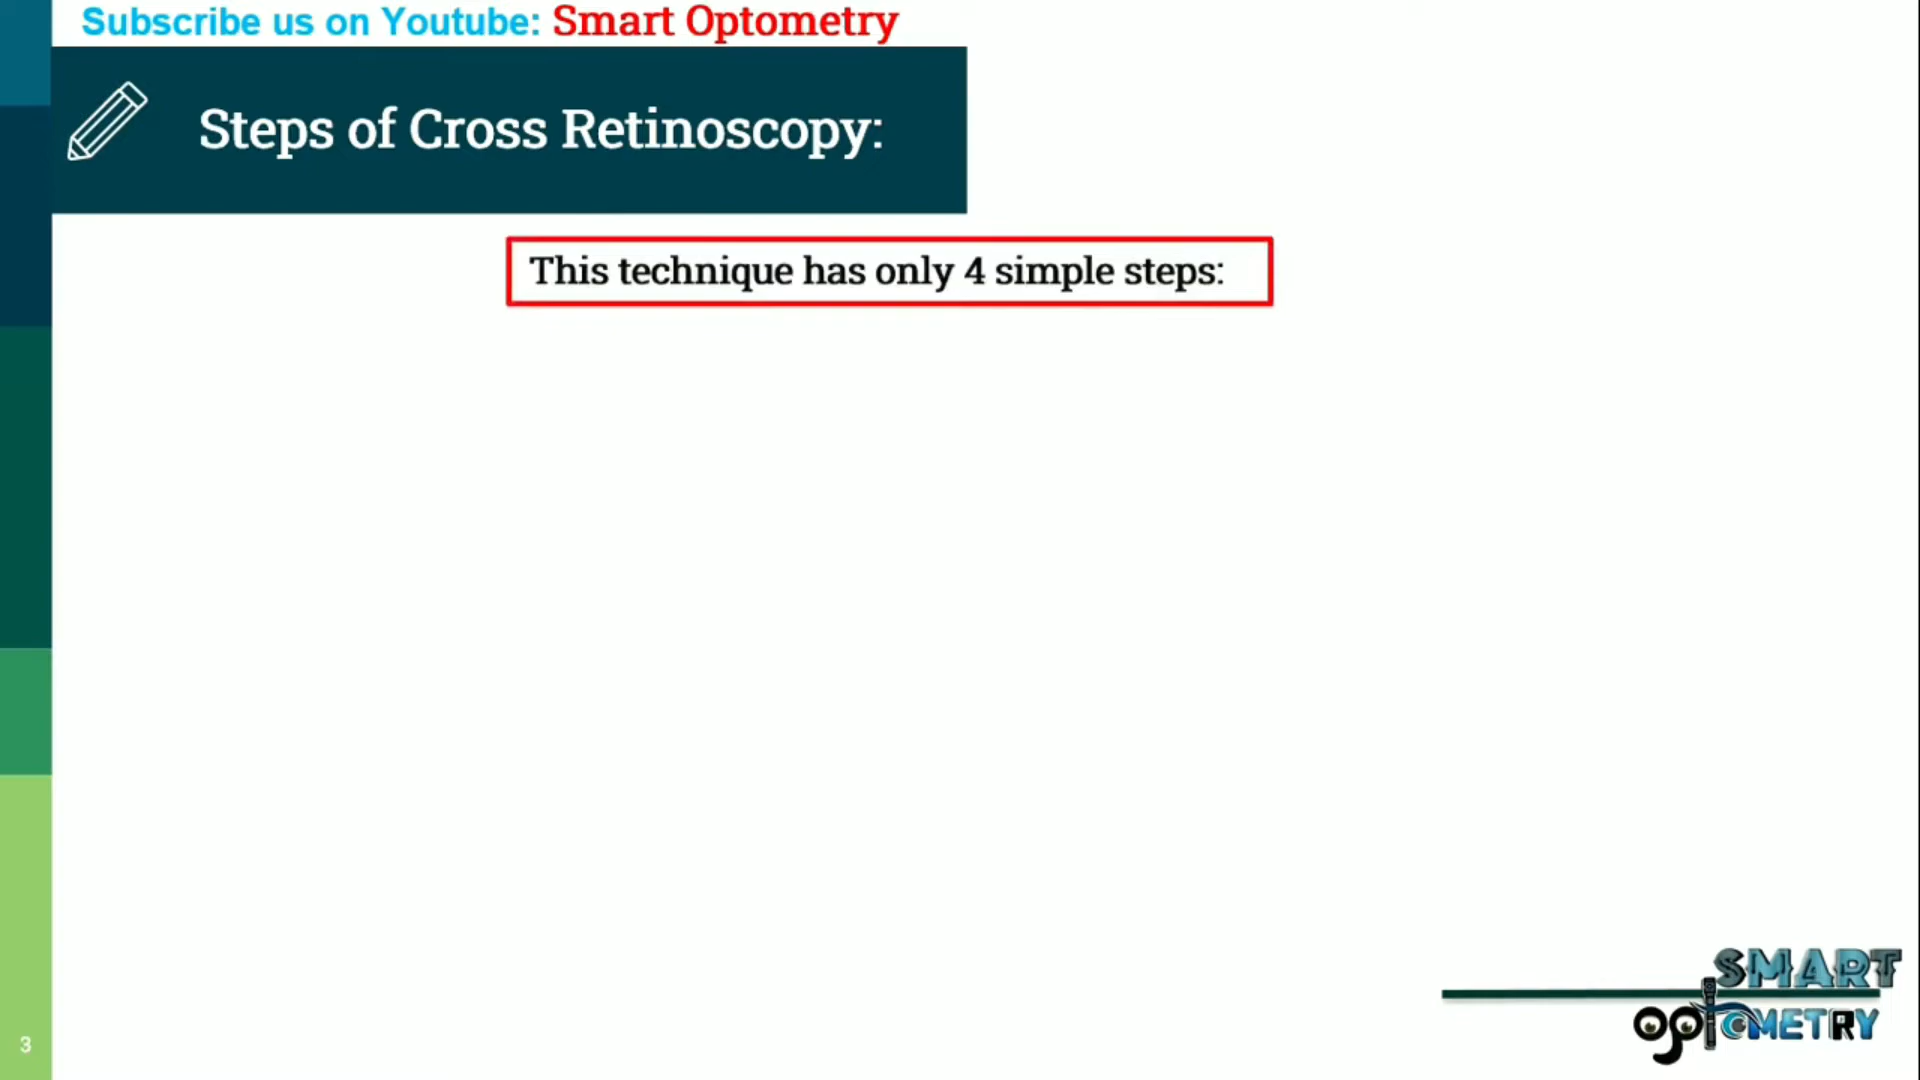 Subscribe us on Youtube: Smart Optometry
Steps of Cross Retinoscopy:
This technique has only 4 simple steps:
SMART
OptOMETRY
3